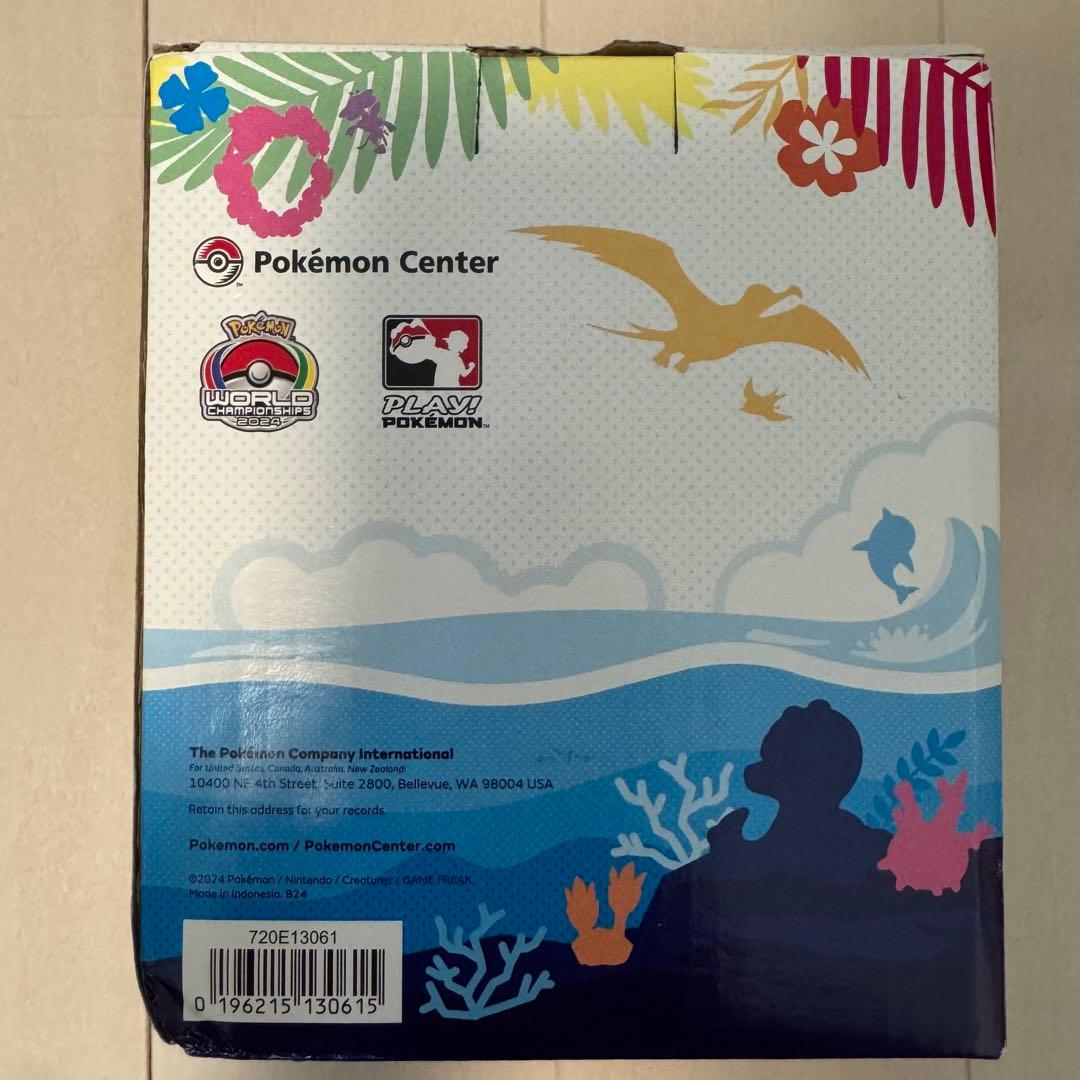 Pokémon Center
TM
POKéMON
WORLD
CHAMPIONSHIPS
2024
PLAY!
POKÉMON™
The Pokémon Company International
For United States, Canada, Australia, New Zealand:
10400 NE 4th Street, Suite 2800, Bellevue, WA 98004 USA
Retain this address for your records.
Pokemon.com / PokemonCenter.com
©2024 Pokémon / Nintendo / Creatures / GAME FREAK
Made in Indonesia. B24
720E13061
0 196215 130615